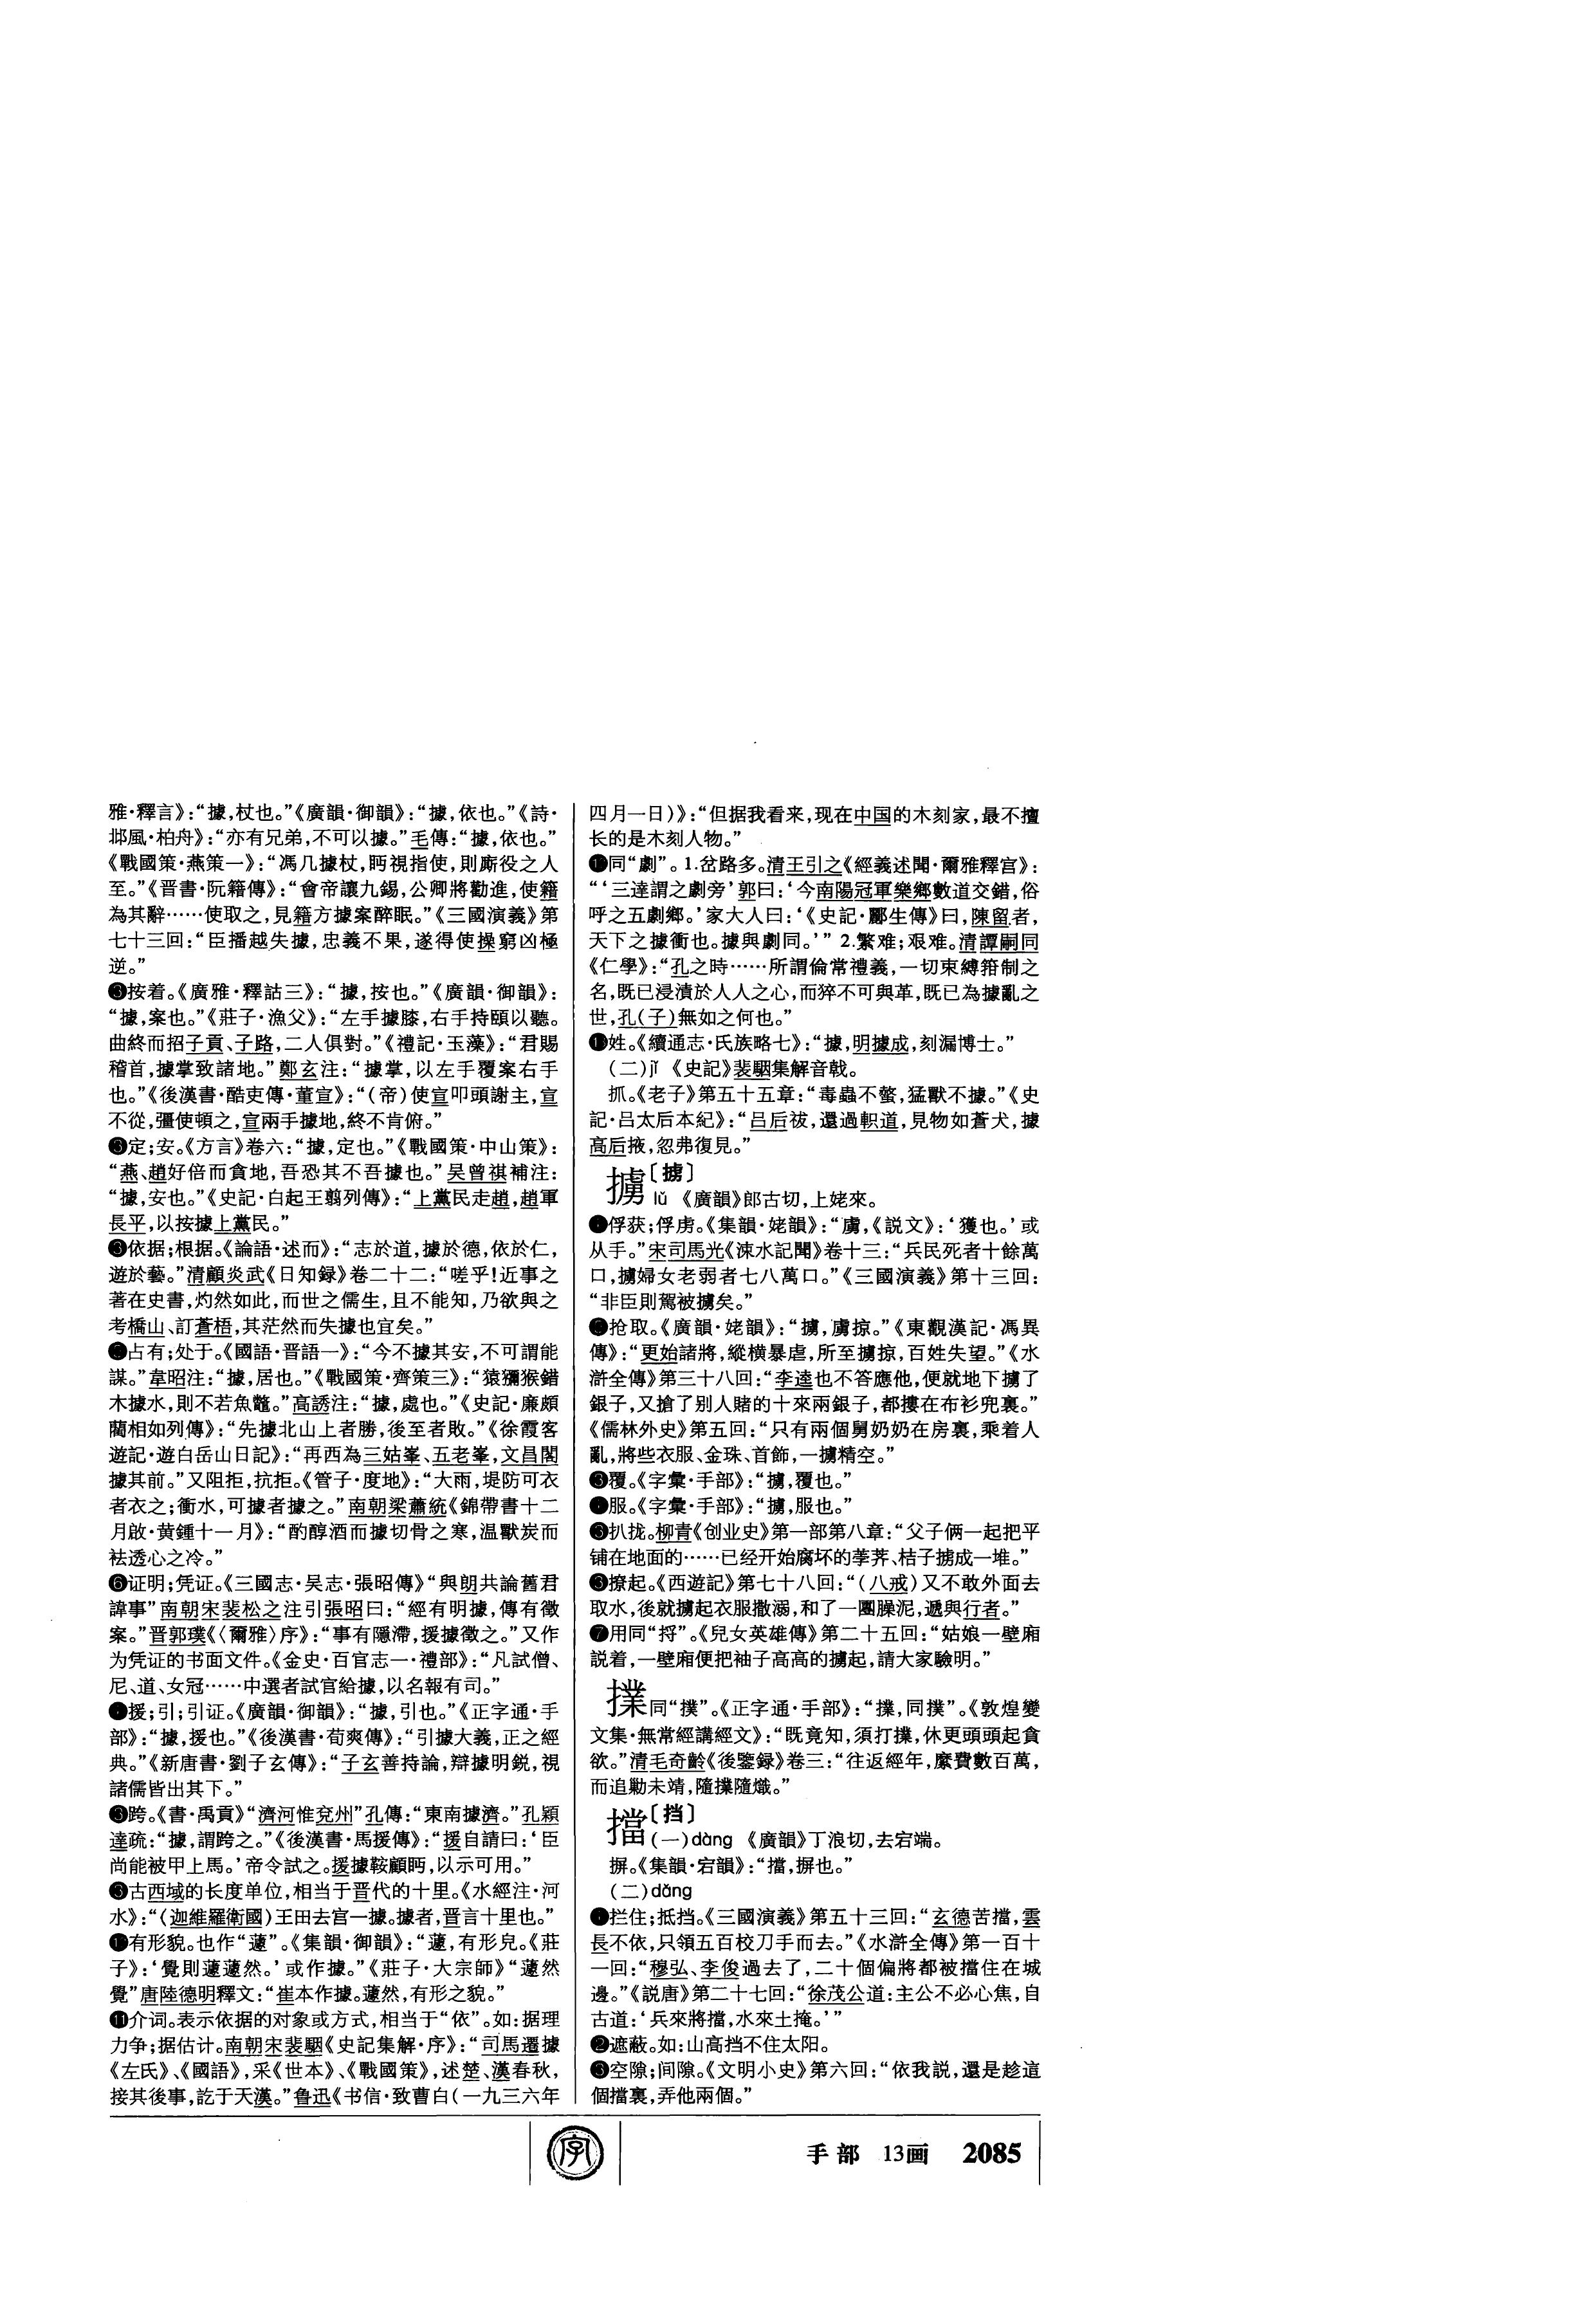 雅·釋言》：“據，杖也。”《廣韻·御韻》：“據，依也。”《詩·
邶風·柏舟》：“亦有兄弟，不可以據。”毛傳：“據，依也。”
《戰國策·燕策一》：“馮几據杖，眄視指使，則廝役之人
至。”《晋書·阮籍傳》：“會帝讓九錫，公卿將勸進，使籍
為其辭……使取之，見籍方據案醉眠。”《三國演義》第
七十三回：“臣播越失據，忠義不果，遂得使操窮凶極
逆。”
❸按着。《廣雅·釋詁三》：“據，按也。”《廣韻·御韻》：
“據，案也。”《莊子·漁父》：“左手據膝，右手持頤以聽。
曲終而招子貢、子路，二人俱對。”《禮記·玉藻》：“君賜
稽首，據掌致諸地。”鄭玄注：“據掌，以左手覆案右手
也。”《後漢書·酷吏傳·董宣》：“（帝）使宣叩頭謝主，宣
不從，彊使頓之，宣兩手據地，終不肯俯。”
❸定；安。《方言》卷六：“據，定也。”《戰國策·中山策》：
“燕、趙好倍而貪地，吾恐其不吾據也。”吴曾祺補注：
“據，安也。”《史記·白起王翦列傳》：“上黨民走趙，趙軍
長平，以按據上黨民。”
❸依据；根据。《論語·述而》：“志於道，據於德，依於仁，
遊於藝。”清顧炎武《日知録》卷二十二：“嗟乎！近事之
著在史書，灼然如此，而世之儒生，且不能知，乃欲與之
考橋山、訂蒼梧，其茫然而失據也宜矣。”
占有；处于。《國語·晋語一》：“今不據其安，不可謂能
謀。”韋昭注：“據，居也。”《戰國策·齊策三》：“猿獼猴錯
木據水，則不若魚鼈。”高誘注：“據，處也。”《史記·廉頗
藺相如列傳》：“先據北山上者勝，後至者敗。”《徐霞客
遊記·遊白岳山日記》：“再西為三姑峯、五老峯，文昌閣
據其前。”又阻拒，抗拒。《管子·度地》：“大雨，堤防可衣
者衣之；衝水，可據者據之。”南朝梁蕭統《錦帶書十二
月啟·黄鍾十一月》：“酌醇酒而據切骨之寒，温獸炭而
祛透心之冷。”
❻证明；凭证。《三國志·吴志·張昭傳》“與朗共論舊君
諱事”南朝宋裴松之注引張昭曰：“經有明據，傳有徵
案。”晋郭璞《〈爾雅〉序》：“事有隱滯，援據徵之。”又作
为凭证的书面文件。《金史·百官志一·禮部》：“凡試僧、
尼、道、女冠……中選者試官給據，以名報有司。”
援；引；引证。《廣韻·御韻》：“據，引也。”《正字通·手
部》：“據，援也。”《後漢書·荀爽傳》：“引據大義，正之經
典。”《新唐書·劉子玄傳》：“子玄善持論，辯據明鋭，視
諸儒皆出其下。”
❸跨。《書·禹貢》“濟河惟兗州”孔傳：“東南據濟。”孔穎
達疏：“據，謂跨之。”《後漢書·馬援傳》：“援自請曰：‘臣
尚能被甲上馬。’帝令試之。援據鞍顧眄，以示可用。”
❸古西域的长度单位，相当于晋代的十里。《水經注·河
水》：“（迦維羅衛國）王田去宫一據。據者，晋言十里也。”
有形貌。也作“蘧”。《集韻·御韻》：“蘧，有形皃。《莊
子》：‘覺則蘧蘧然。’或作據。”《莊子·大宗師》“蘧然
覺”唐陸德明釋文：“崔本作據。蘧然，有形之貌。”
⓫介词。表示依据的对象或方式，相当于“依”。如：据理
力争；据估计。南朝宋裴駰《史記集解·序》：“司馬遷據
《左氏》、《國語》，采《世本》、《戰國策》，述楚、漢春秋，
接其後事，訖于天漢。”鲁迅《书信·致曹白（一九三六年
四月一日）》：“但据我看来，现在中国的木刻家，最不擅
长的是木刻人物。”
同“劇”。1.岔路多。清王引之《經義述聞·爾雅釋宫》：
“‘三達謂之劇旁’郭曰：‘今南陽冠軍樂鄉數道交錯，俗
呼之五劇鄉。’家大人曰：‘《史記·酈生傳》曰，陳留者，
天下之據衝也。據與劇同。’”2.繁难；艰难。清譚嗣同
《仁學》：“孔之時……所謂倫常禮義，一切束縛箝制之
名，既已浸漬於人人之心，而猝不可與革，既已為據亂之
世，孔（子）無如之何也。”
姓。《續通志·氏族略七》：“據，明據成，刻漏博士。”
（二）jǐ 《史記》裴駰集解音戟。
抓。《老子》第五十五章：“毒蟲不螫，猛獸不據。”《史
記·吕太后本紀》：“吕后祓，還過軹道，見物如蒼犬，據
高后掖，忽弗復見。”
擄〔掳〕
lǔ 《廣韻》郎古切，上姥來。
俘获；俘虏。《集韻·姥韻》：“虜，《説文》：‘獲也。’或
从手。”宋司馬光《涑水記聞》卷十三：“兵民死者十餘萬
口，擄婦女老弱者七八萬口。”《三國演義》第十三回：
“非臣則駕被擄矣。”
抢取。《廣韻·姥韻》：“擄，虜掠。”《東觀漢記·馮異
傳》：“更始諸將，縱横暴虐，所至擄掠，百姓失望。”《水
滸全傳》第三十八回：“李逵也不答應他，便就地下擄了
銀子，又搶了别人賭的十來兩銀子，都摟在布衫兜裏。”
《儒林外史》第五回：“只有兩個舅奶奶在房裏，乘着人
亂，將些衣服、金珠、首飾，一擄精空。”
❸覆。《字彙·手部》：“擄，覆也。”
服。《字彙·手部》：“擄，服也。”
❸扒拢。柳青《创业史》第一部第八章：“父子俩一起把平
铺在地面的……已经开始腐坏的荸荠、桔子掳成一堆。”
❸撩起。《西遊記》第七十八回：“（八戒）又不敢外面去
取水，後就擄起衣服撒溺，和了一團臊泥，遞與行者。”
❼用同“捋”。《兒女英雄傳》第二十五回：“姑娘一壁廂
説着，一壁廂便把袖子高高的擄起，請大家驗明。”
擈同“撲”。《正字通·手部》：“擈，同撲”。《敦煌變
文集·無常經講經文》：“既竟知，須打擈，休更頭頭起貪
欲。”清毛奇齡《後鑒録》卷三：“往返經年，縻費數百萬，
而追勦未靖，隨擈隨熾。”
擋〔挡〕
（一）dàng 《廣韻》丁浪切，去宕端。
摒。《集韻·宕韻》：“擋，摒也。”
（二）dǎng
拦住；抵挡。《三國演義》第五十三回：“玄德苦擋，雲
長不依，只領五百校刀手而去。”《水滸全傳》第一百十
一回：“穆弘、李俊過去了，二十個偏將都被擋住在城
邊。”《説唐》第二十七回：“徐茂公道：主公不必心焦，自
古道：‘兵來將擋，水來土掩。’”
❷遮蔽。如：山高挡不住太阳。
❸空隙；间隙。《文明小史》第六回：“依我説，還是趁這
個擋裏，弄他兩個。”
字
手部 13画 2085